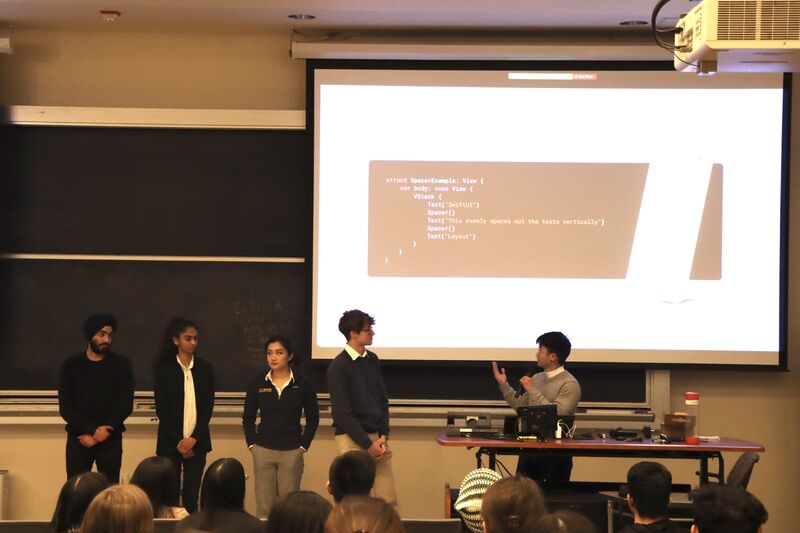 struct SpacerExample: View {
var body: some View {
VStack {
Text("SwiftUI")
Spacer()
Text("This evenly spaces out the texts vertically")
Spacer()
Text("Layout")
}
}
}